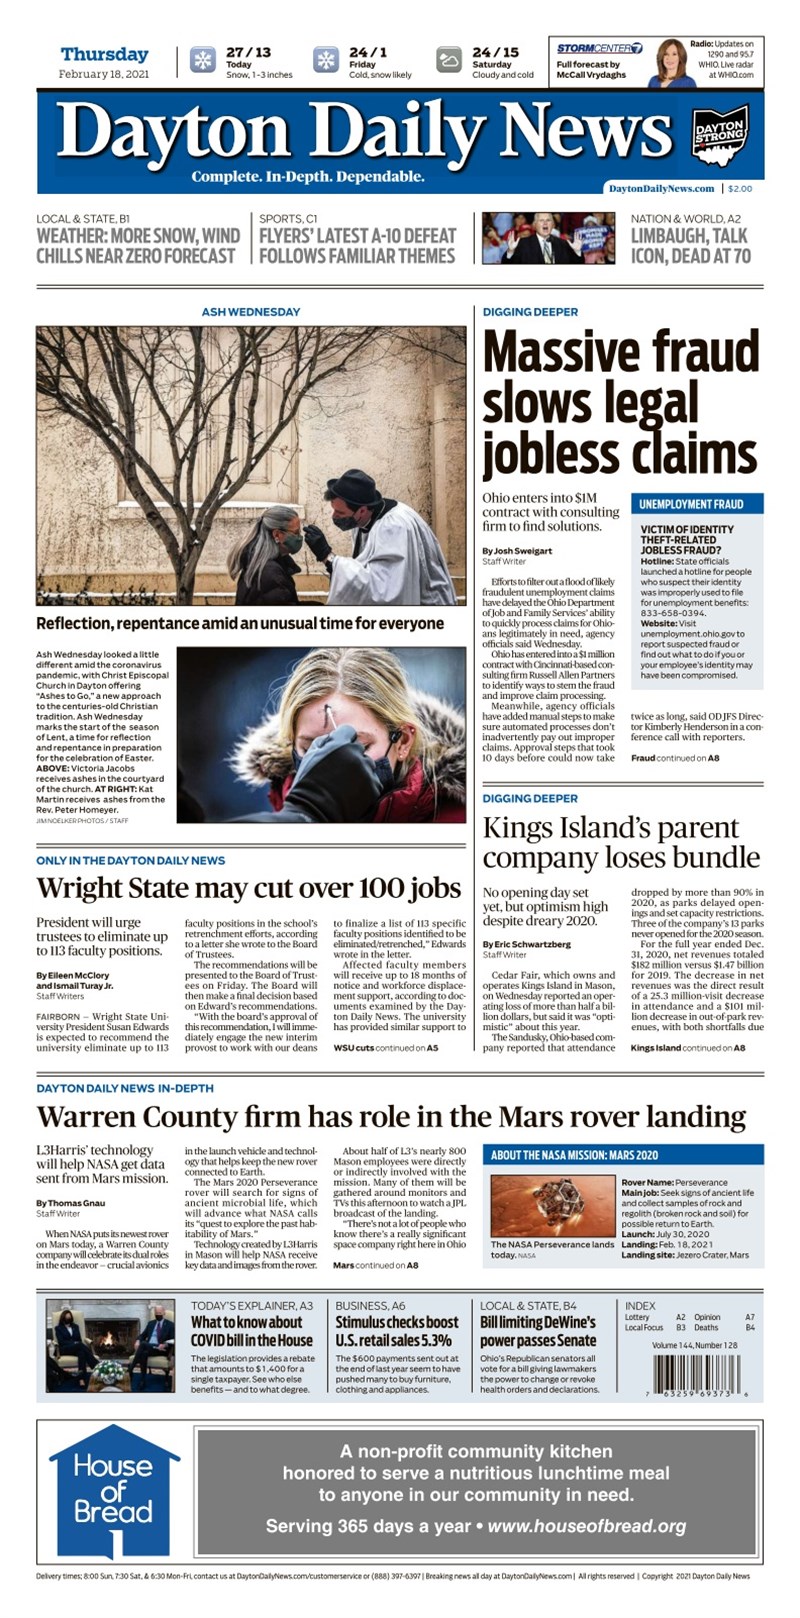 Thursday
February 18, 2021
27 / 13
Today
Snow, 1-3 inches
24 / 1
Friday
Cold, snow likely
24 / 15
Saturday
Cloudy and cold
STORMCENTER 7
Full forecast by
McCall Vrydaghs
Radio: Updates on
1290 and 95.7
WHIO. Live radar
at WHIO.com
Dayton Daily News
DAYTON
STRONG
Complete. In-Depth. Dependable.
DaytonDailyNews.com | $2.00
LOCAL & STATE, B1
WEATHER: MORE SNOW, WIND
CHILLS NEAR ZERO FORECAST
SPORTS, C1
FLYERS' LATEST A-10 DEFEAT
FOLLOWS FAMILIAR THEMES
NATION & WORLD, A2
LIMBAUGH, TALK
ICON, DEAD AT 70
ASH WEDNESDAY
Reflection, repentance amid an unusual time for everyone
Ash Wednesday looked a little
different amid the coronavirus
pandemic, with Christ Episcopal
Church in Dayton offering
"Ashes to Go," a new approach
to the centuries-old Christian
tradition. Ash Wednesday
marks the start of the season
of Lent, a time for reflection
and repentance in preparation
for the celebration of Easter.
ABOVE: Victoria Jacobs
receives ashes in the courtyard
of the church. AT RIGHT: Kat
Martin receives ashes from the
Rev. Peter Homeyer.
JIM NOELKER PHOTOS / STAFF
DIGGING DEEPER
Massive fraud
slows legal
jobless claims
Ohio enters into $1M
contract with consulting
firm to find solutions.
By Josh Sweigart
Staff Writer
Efforts to filter out a flood of likely
fraudulent unemployment claims
have delayed the Ohio Department
of Job and Family Services' ability
to quickly process claims for Ohio-
ans legitimately in need, agency
officials said Wednesday.
Ohio has entered into a $1 million
contract with Cincinnati-based con-
sulting firm Russell Allen Partners
to identify ways to stem the fraud
and improve claim processing.
Meanwhile, agency officials
have added manual steps to make
sure automated processes don't
inadvertently pay out improper
claims. Approval steps that took
10 days before could now take
UNEMPLOYMENT FRAUD
VICTIM OF IDENTITY
THEFT-RELATED
JOBLESS FRAUD?
Hotline: State officials
launched a hotline for people
who suspect their identity
was improperly used to file
for unemployment benefits:
833-658-0394.
Website: Visit
unemployment.ohio.gov to
report suspected fraud or
find out what to do if you or
your employee's identity may
have been compromised.
twice as long, said ODJFS Direc-
tor Kimberly Henderson in a con-
ference call with reporters.
Fraud continued on A8
DIGGING DEEPER
Kings Island's parent
company loses bundle
No opening day set
yet, but optimism high
despite dreary 2020.
By Eric Schwartzberg
Staff Writer
Cedar Fair, which owns and
operates Kings Island in Mason,
on Wednesday reported an oper-
ating loss of more than half a bil-
lion dollars, but said it was "opti-
mistic" about this year.
The Sandusky, Ohio-based com-
pany reported that attendance
dropped by more than 90% in
2020, as parks delayed open-
ings and set capacity restrictions.
Three of the company's 13 parks
never opened for the 2020 season.
For the full year ended Dec.
31, 2020, net revenues totaled
$182 million versus $1.47 billion
for 2019. The decrease in net
revenues was the direct result
of a 25.3 million-visit decrease
in attendance and a $101 mil-
lion decrease in out-of-park rev-
enues, with both shortfalls due
Kings Island continued on A8
ONLY IN THE DAYTON DAILY NEWS
Wright State may cut over 100 jobs
President will urge
trustees to eliminate up
to 113 faculty positions.
By Eileen McClory
and Ismail Turay Jr.
Staff Writers
FAIRBORN — Wright State Uni-
versity President Susan Edwards
is expected to recommend the
university eliminate up to 113
faculty positions in the school's
retrenchment efforts, according
to a letter she wrote to the Board
of Trustees.
The recommendations will be
presented to the Board of Trust-
ees on Friday. The Board will
then make a final decision based
on Edward's recommendations.
"With the board's approval of
this recommendation, I will imme-
diately engage the new interim
provost to work with our deans
to finalize a list of 113 specific
faculty positions identified to be
eliminated/retrenched," Edwards
wrote in the letter.
Affected faculty members
will receive up to 18 months of
notice and workforce displace-
ment support, according to doc-
uments examined by the Day-
ton Daily News. The university
has provided similar support to
WSU cuts continued on A5
DAYTON DAILY NEWS IN-DEPTH
Warren County firm has role in the Mars rover landing
L3Harris' technology
will help NASA get data
sent from Mars mission.
By Thomas Gnau
Staff Writer
When NASA puts its newest rover
on Mars today, a Warren County
company will celebrate its dual roles
in the endeavor — crucial avionics
in the launch vehicle and technol-
ogy that helps keep the new rover
connected to Earth.
The Mars 2020 Perseverance
rover will search for signs of
ancient microbial life, which
will advance what NASA calls
its "quest to explore the past hab-
itability of Mars."
Technology created by L3Harris
in Mason will help NASA receive
key data and images from the rover.
About half of L3's nearly 800
Mason employees were directly
or indirectly involved with the
mission. Many of them will be
gathered around monitors and
TVs this afternoon to watch a JPL
broadcast of the landing.
"There's not a lot of people who
know there's a really significant
space company right here in Ohio
Mars continued on A8
ABOUT THE NASA MISSION: MARS 2020
The NASA Perseverance lands
today. NASA
Rover Name: Perseverance
Main job: Seek signs of ancient life
and collect samples of rock and
regolith (broken rock and soil) for
possible return to Earth.
Launch: July 30, 2020
Landing: Feb. 18, 2021
Landing site: Jezero Crater, Mars
TODAY'S EXPLAINER, A3
What to know about
COVID bill in the House
The legislation provides a rebate
that amounts to $1,400 for a
single taxpayer. See who else
benefits — and to what degree.
BUSINESS, A6
Stimulus checks boost
U.S. retail sales 5.3%
The $600 payments sent out at
the end of last year seem to have
pushed many to buy furniture,
clothing and appliances.
LOCAL & STATE, B4
Bill limiting DeWine's
power passes Senate
Ohio's Republican senators all
vote for a bill giving lawmakers
the power to change or revoke
health orders and declarations.
INDEX
Lottery A2 Opinion A7
Local Focus B3 Deaths B4
Volume 144, Number 128
7 63259 69373 6
House
of
Bread
A non-profit community kitchen
honored to serve a nutritious lunchtime meal
to anyone in our community in need.
Serving 365 days a year • www.houseofbread.org
Delivery times; 8:00 Sun, 7:30 Sat, & 6:30 Mon-Fri, contact us at DaytonDailyNews.com/customerservice or (888) 397-6397 | Breaking news all day at DaytonDailyNews.com | All rights reserved | Copyright 2021 Dayton Daily News